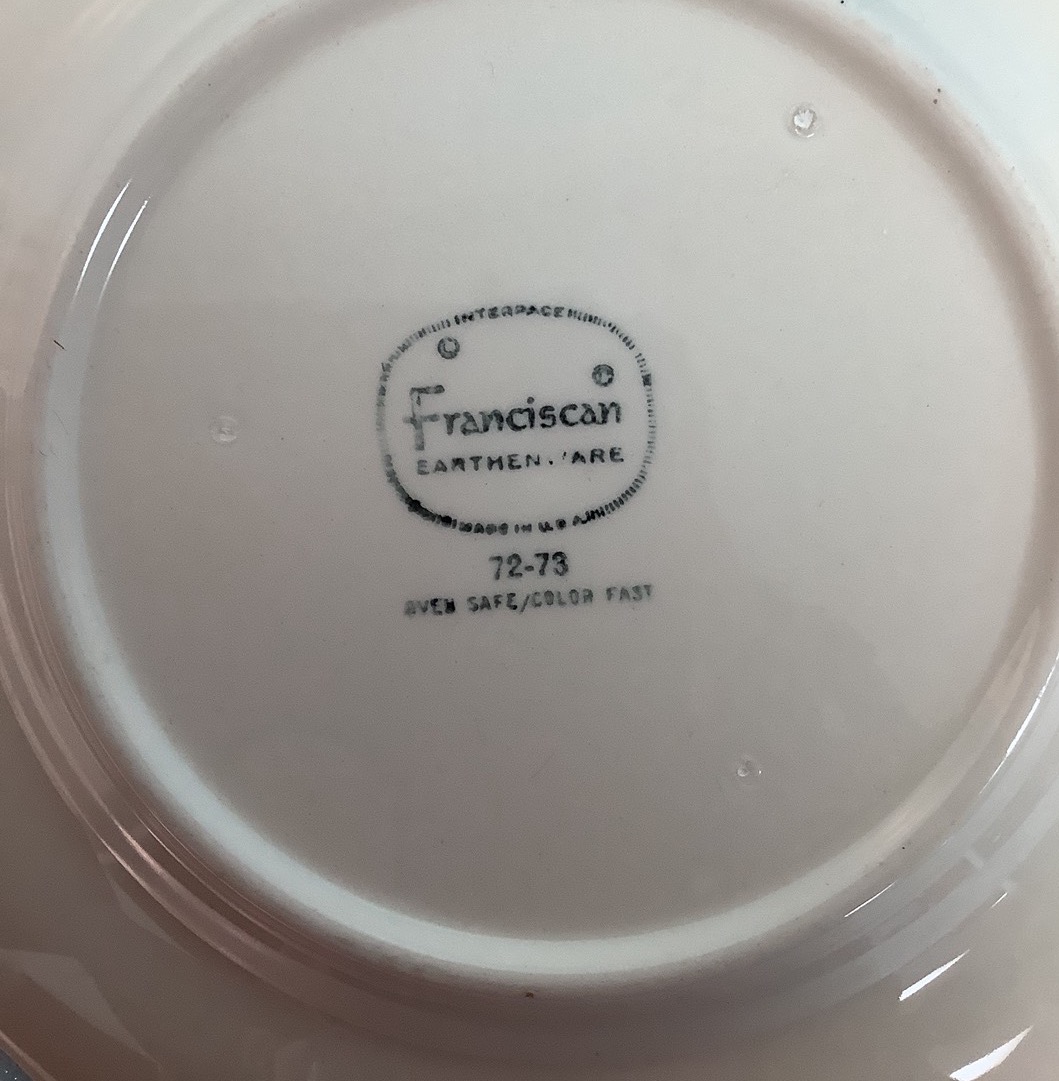 INTERPACE
© ®
Franciscan
EARTHEN. 'ARE
MADE IN U.S.A.
72-73
OVEN SAFE/COLOR FAST